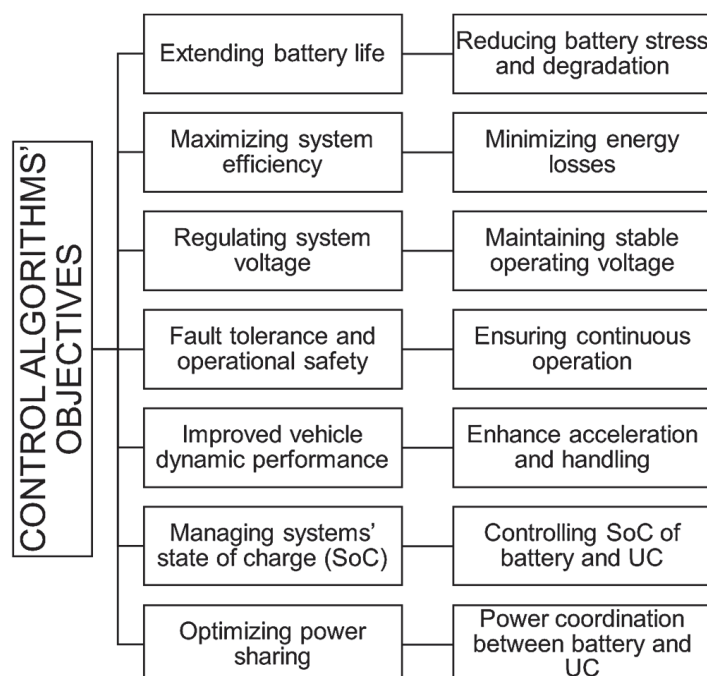 CONTROL ALGORITHMS'
OBJECTIVES
Extending battery life
Reducing battery stress
and degradation
Maximizing system
efficiency
Minimizing energy
losses
Regulating system
voltage
Maintaining stable
operating voltage
Fault tolerance and
operational safety
Ensuring continuous
operation
Improved vehicle
dynamic performance
Enhance acceleration
and handling
Managing systems'
state of charge (SoC)
Controlling SoC of
battery and UC
Optimizing power
sharing
Power coordination
between battery and
UC